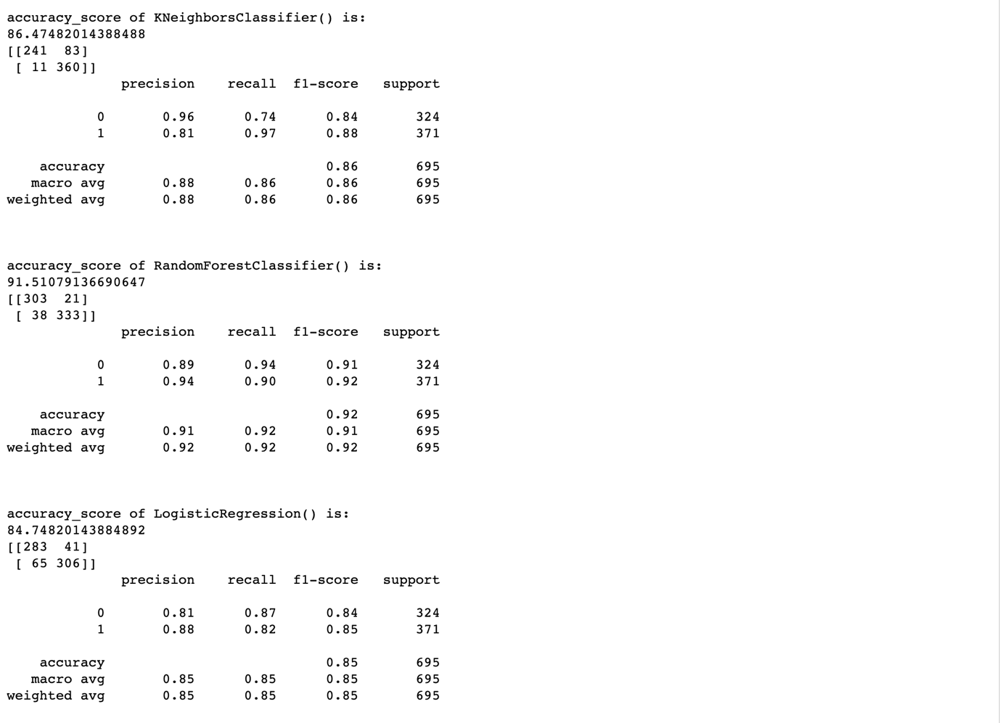 accuracy_score of KNeighborsClassifier() is:
86.47482014388488
[[241  83]
 [ 11 360]]
              precision    recall  f1-score   support

           0       0.96      0.74      0.84       324
           1       0.81      0.97      0.88       371

    accuracy                           0.86       695
   macro avg       0.88      0.86      0.86       695
weighted avg       0.88      0.86      0.86       695

accuracy_score of RandomForestClassifier() is:
91.51079136690647
[[303  21]
 [ 38 333]]
              precision    recall  f1-score   support

           0       0.89      0.94      0.91       324
           1       0.94      0.90      0.92       371

    accuracy                           0.92       695
   macro avg       0.91      0.92      0.91       695
weighted avg       0.92      0.92      0.92       695

accuracy_score of LogisticRegression() is:
84.74820143884892
[[283  41]
 [ 65 306]]
              precision    recall  f1-score   support

           0       0.81      0.87      0.84       324
           1       0.88      0.82      0.85       371

    accuracy                           0.85       695
   macro avg       0.85      0.85      0.85       695
weighted avg       0.85      0.85      0.85       695